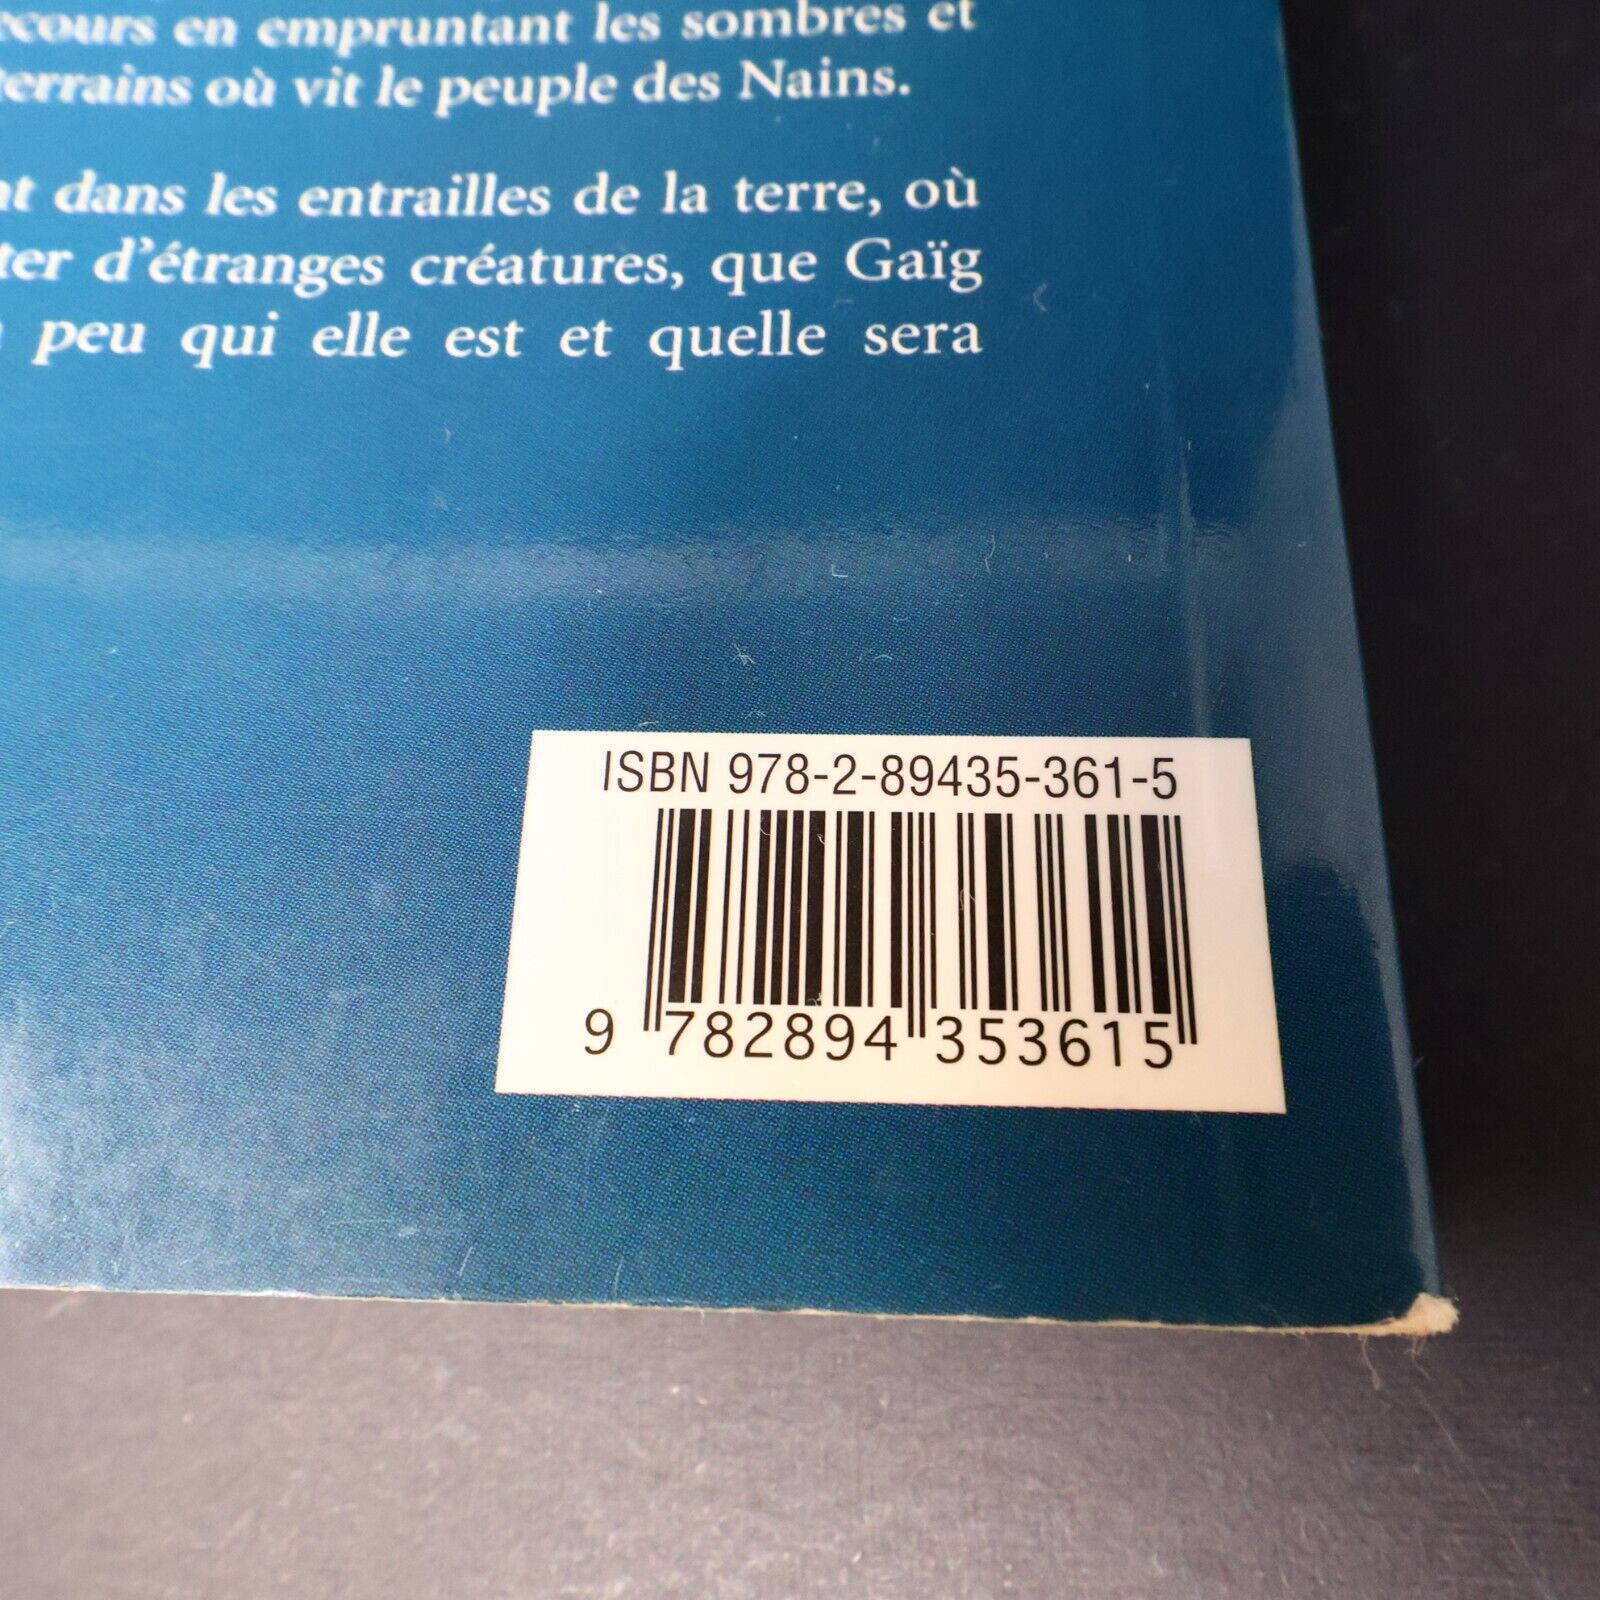 ecours en empruntant les sombres et
terrains où vit le peuple des Nains.
nt dans les entrailles de la terre, où
ter d'étranges créatures, que Gaïg
peu qui elle est et quelle sera
ISBN 978-2-89435-361-5
9 782894 353615